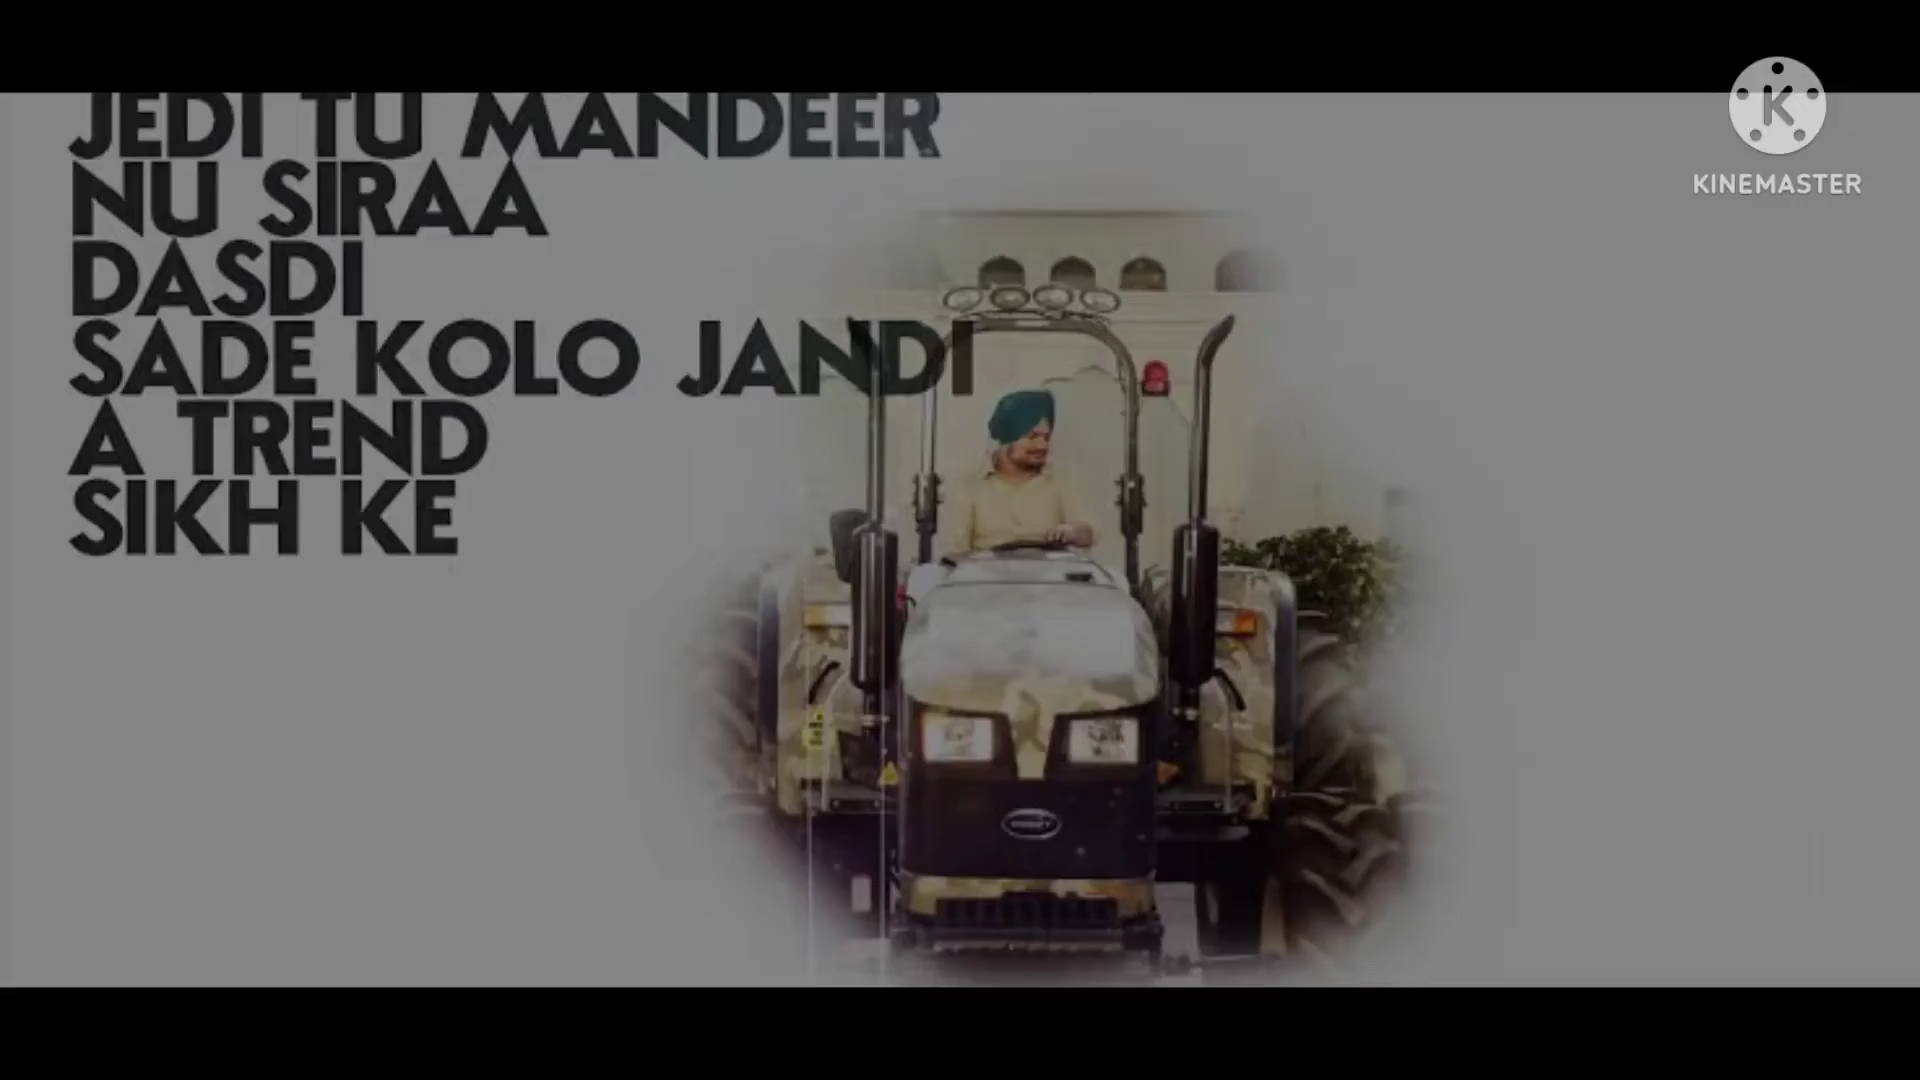 JEDI TU MANDEER
NU SIRAA
DASDI
SADE KOLO JANDI
A TREND
SIKH KE
K
KINEMASTER